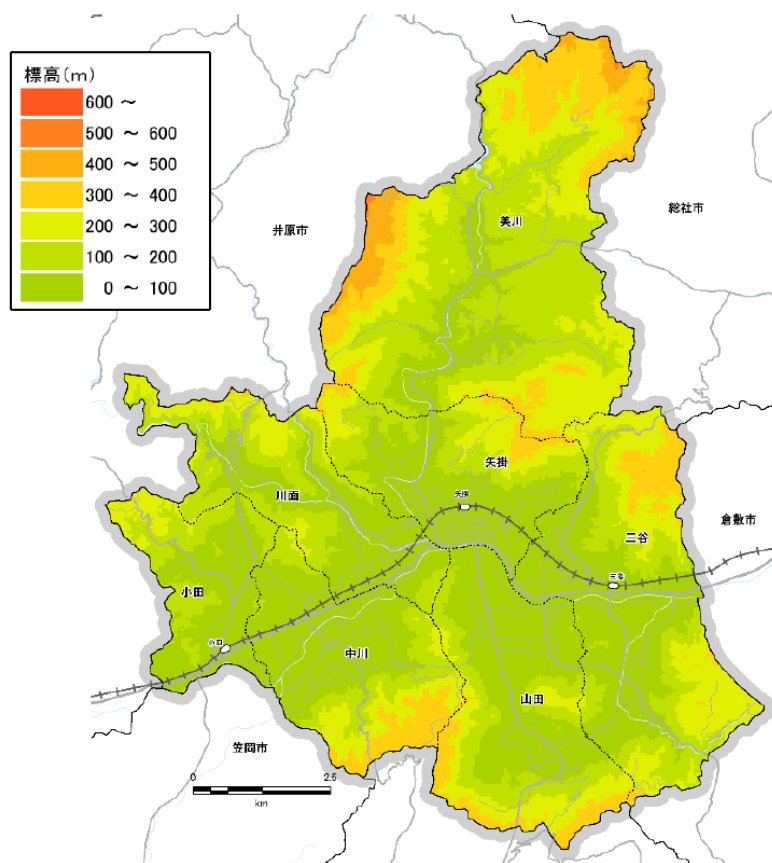 標高(m)
600 ～
500 ～ 600
400 ～ 500
300 ～ 400
200 ～ 300
100 ～ 200
0 ～ 100
総社市
美川
井原市
矢掛
矢掛
川面
倉敷市
三谷
三谷
小田
小田
中川
山田
笠岡市
0 2.5
km